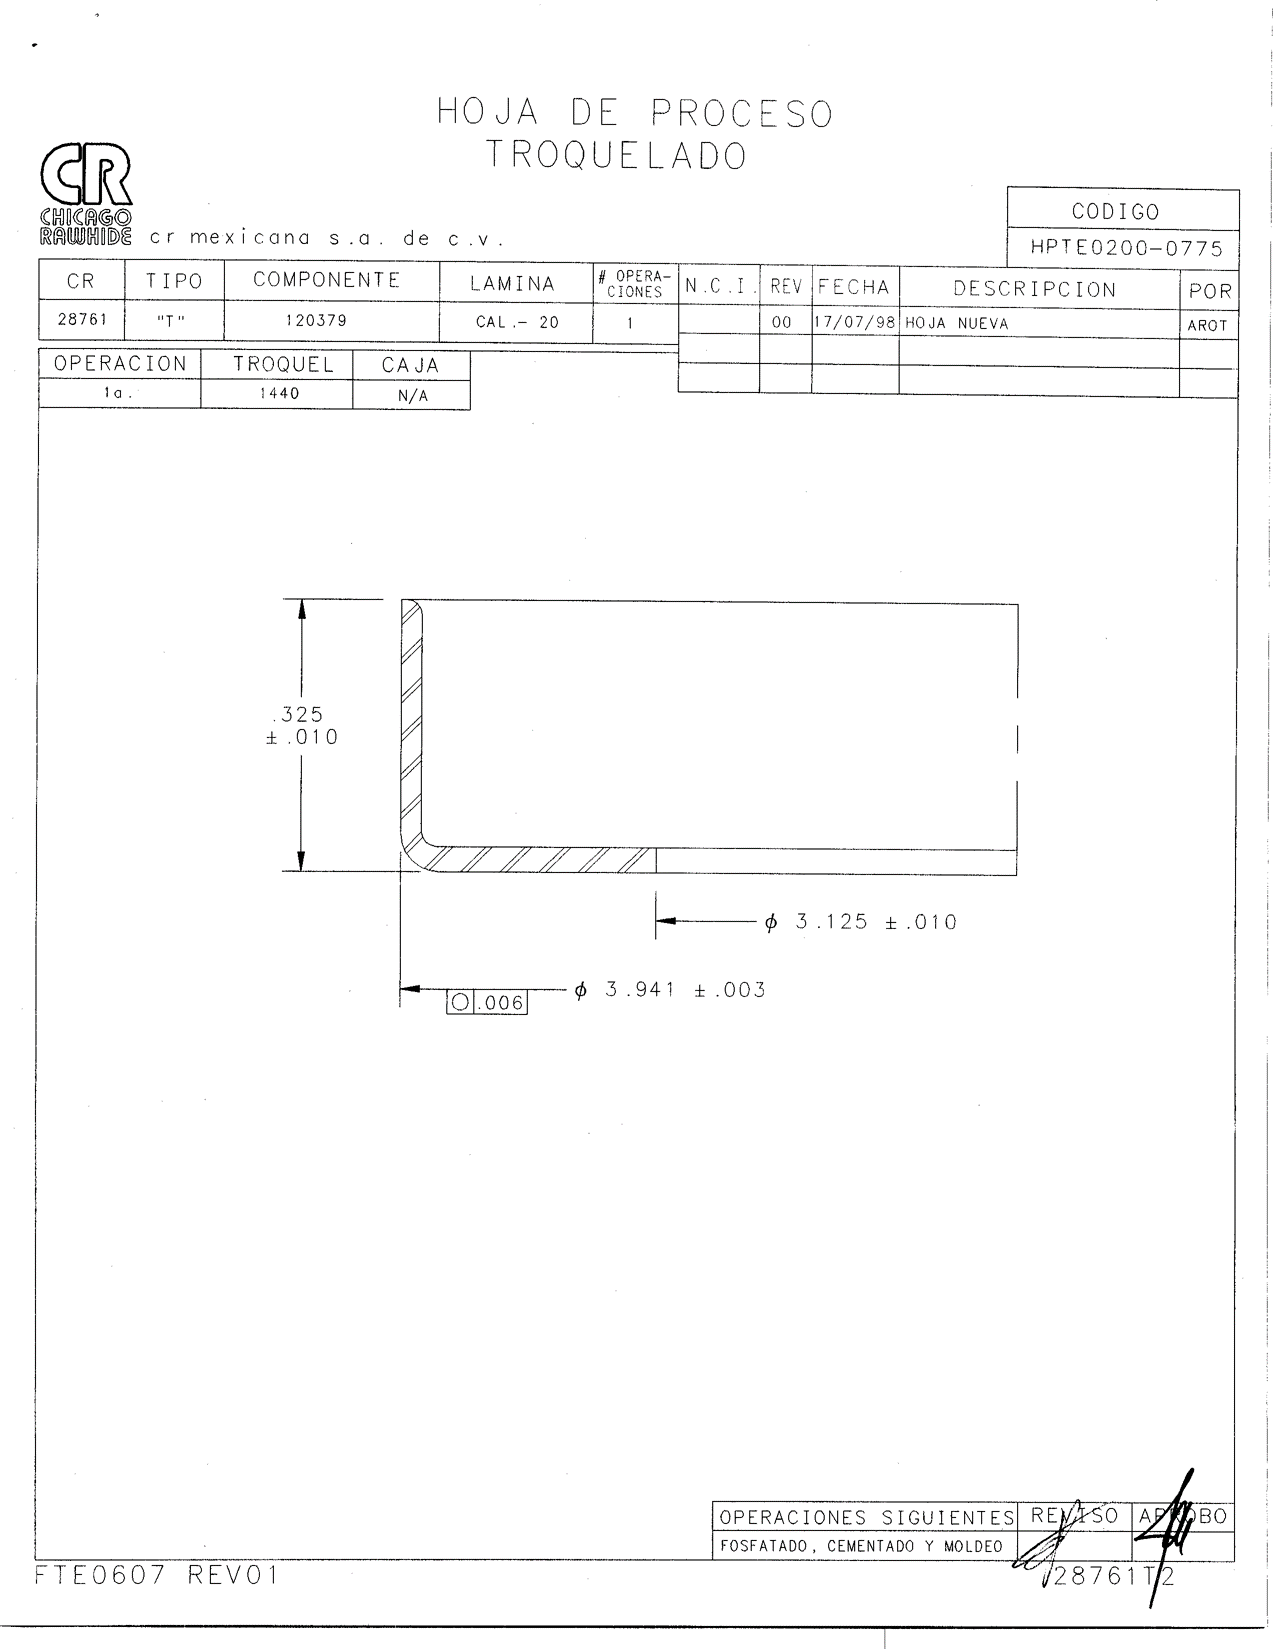 HOJA DE PROCESO
TROQUELADO
CR
CHICAGO
RAWHIDE
cr mexicana s.a. de c.v.
CODIGO
HPTE0200-0775
CR TIPO COMPONENTE LAMINA # OPERA-CIONES N.C.I. REV FECHA DESCRIPCION POR
28761 "T" 120379 CAL.- 20 1 00 17/07/98 HOJA NUEVA AROT
OPERACION TROQUEL CAJA
1a. 1440 N/A
.325
±.010
ϕ 3.125 ±.010
ϕ 3.941 ±.003
○ .006
OPERACIONES SIGUIENTES REVISO APROBO
FOSFATADO, CEMENTADO Y MOLDEO
FTE0607 REV01
28761T2